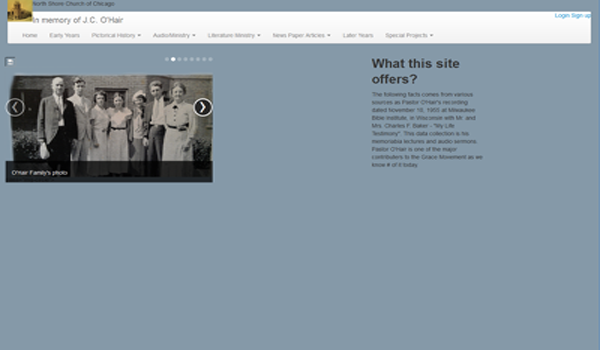 North Shore Church of Chicago
In memory of J.C. O'Hair
Login Sign up
Home Early Years Pictorical History Audio/Ministry Literature Ministry News Paper Articles Later Years Special Projects
What this site
offers?
The following facts comes from various
sources as Pastor O'Hair's recording
dated November 18, 1955 at Milwaukee
Bible Institute, in Wisconsin with Mr. and
Mrs. Charles F. Baker - "My Life
Testimony". This data collection is his
memorable lectures and audio sermons.
Pastor O'Hair is one of the major
contributors to the Grace Movement as we
know # of it today.
O'Hair Family's photo